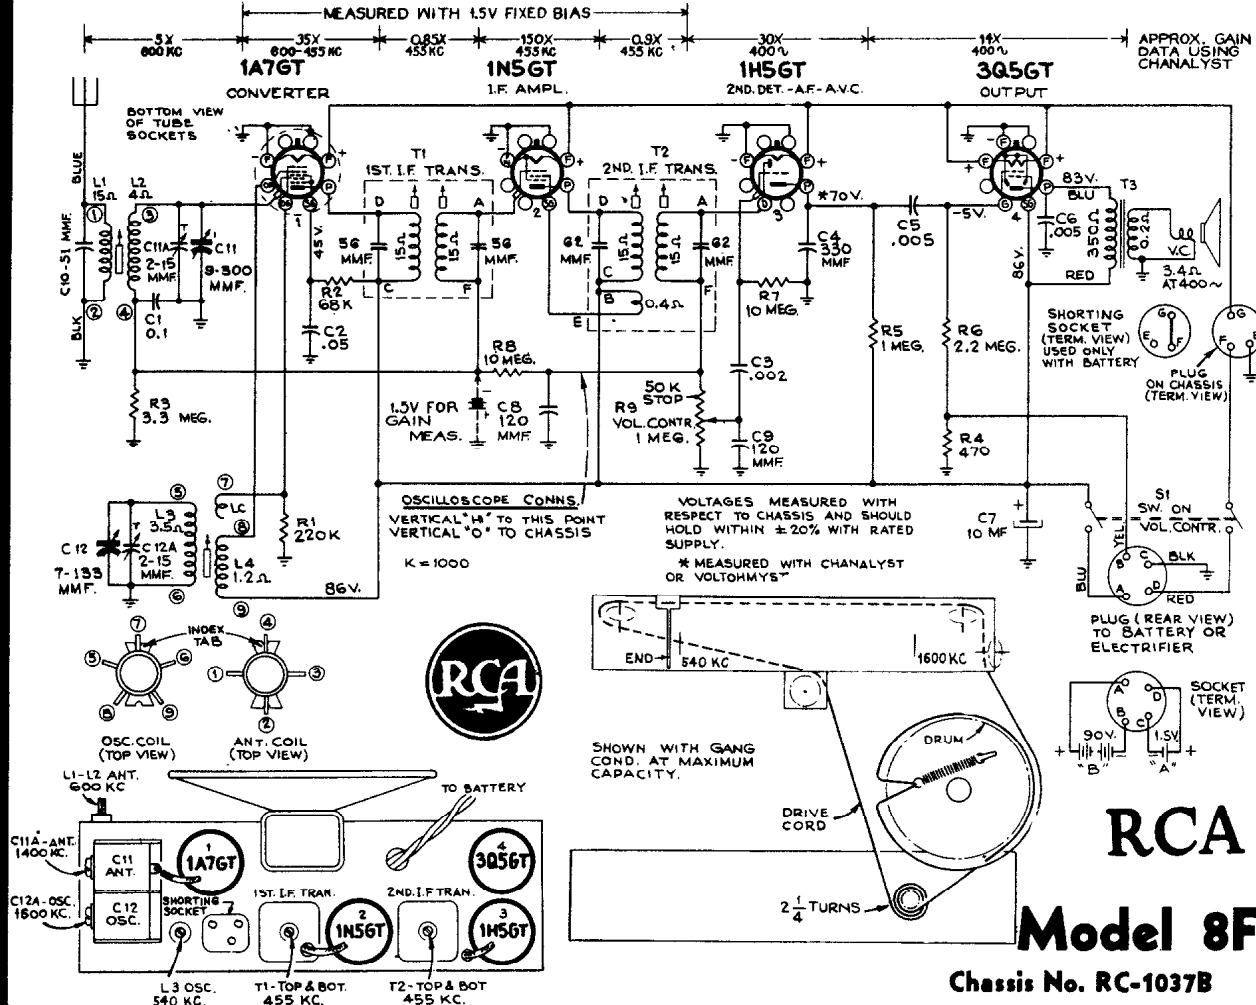 MEASURED WITH 1.5V FIXED BIAS
5X
600 KC
35X
600-455 KC
0.85X
455 KC
150X
455 KC
0.9X
455 KC
30X
400~
14X
400~
APPROX. GAIN
DATA USING
CHANALYST
1A7GT
CONVERTER
1N5GT
I.F. AMPL.
1H5GT
2ND. DET.-A.F.-A.V.C.
3Q5GT
OUTPUT
BOTTOM VIEW
OF TUBE
SOCKETS
T1
1ST. I.F. TRANS.
T2
2ND. I.F. TRANS.
BLUE
L1
15Ω
L2
4Ω
C10-51 MMF.
BLK
C11A
2-15
MMF.
C11
9-300
MMF.
C1
0.1
45V.
56
MMF.
15Ω
15Ω
56
MMF.
R2
68K
C2
.05
62
MMF.
15Ω
15Ω
62
MMF.
0.4Ω
*70V.
C4
330
MMF
R7
10 MEG.
C5
.005
-5V.
83V.
BLU
C6
.005
86V.
RED
350Ω
T3
0.2Ω
V.C.
3.4Ω
AT 400~
SHORTING
SOCKET
(TERM. VIEW)
USED ONLY
WITH BATTERY
PLUG
ON CHASSIS
(TERM. VIEW)
R3
3.3 MEG.
R8
10 MEG.
1.5V FOR
GAIN
MEAS.
C8
120
MMF.
50 K
STOP
R9
VOL. CONTR.
1 MEG.
C3
.002
C9
120
MMF
R5
1 MEG.
R6
2.2 MEG.
R4
470
OSCILLOSCOPE CONNS.
VERTICAL "HI" TO THIS POINT
VERTICAL "O" TO CHASSIS
K = 1000
VOLTAGES MEASURED WITH
RESPECT TO CHASSIS AND SHOULD
HOLD WITHIN ±20% WITH RATED
SUPPLY.
* MEASURED WITH CHANALYST
OR VOLTOHMYST
C7
10 MF
S1
SW. ON
VOL. CONTR.
YEL
BLU
BLK
RED
PLUG (REAR VIEW)
TO BATTERY OR
ELECTRIFIER
C12
7-133
MMF.
C12A
2-15
MMF.
L3
3.5Ω
LC
L4
1.2Ω
R1
220K
86V.
INDEX
TAB
OSC. COIL
(TOP VIEW)
ANT. COIL
(TOP VIEW)
RCA
END
540 KC
1600 KC
SHOWN WITH GANG
COND. AT MAXIMUM
CAPACITY.
DRUM
DRIVE
CORD
2 1/4 TURNS
SOCKET
(TERM.
VIEW)
90V.
"B"
1.5V.
"A"
L1-L2 ANT.
600 KC
TO BATTERY
C11A-ANT.
1400 KC.
C12A-OSC.
1600 KC.
C11
ANT.
C12
OSC.
1
1A7GT
SHORTING
SOCKET
1ST. I.F. TRAN.
2
1N5GT
2ND. I.F TRAN.
4
3Q5GT
3
1H5GT
L3 OSC.
540 KC.
T1-TOP & BOT.
455 KC.
T2-TOP & BOT
455 KC.
RCA
Model 8F
Chassis No. RC-1037B